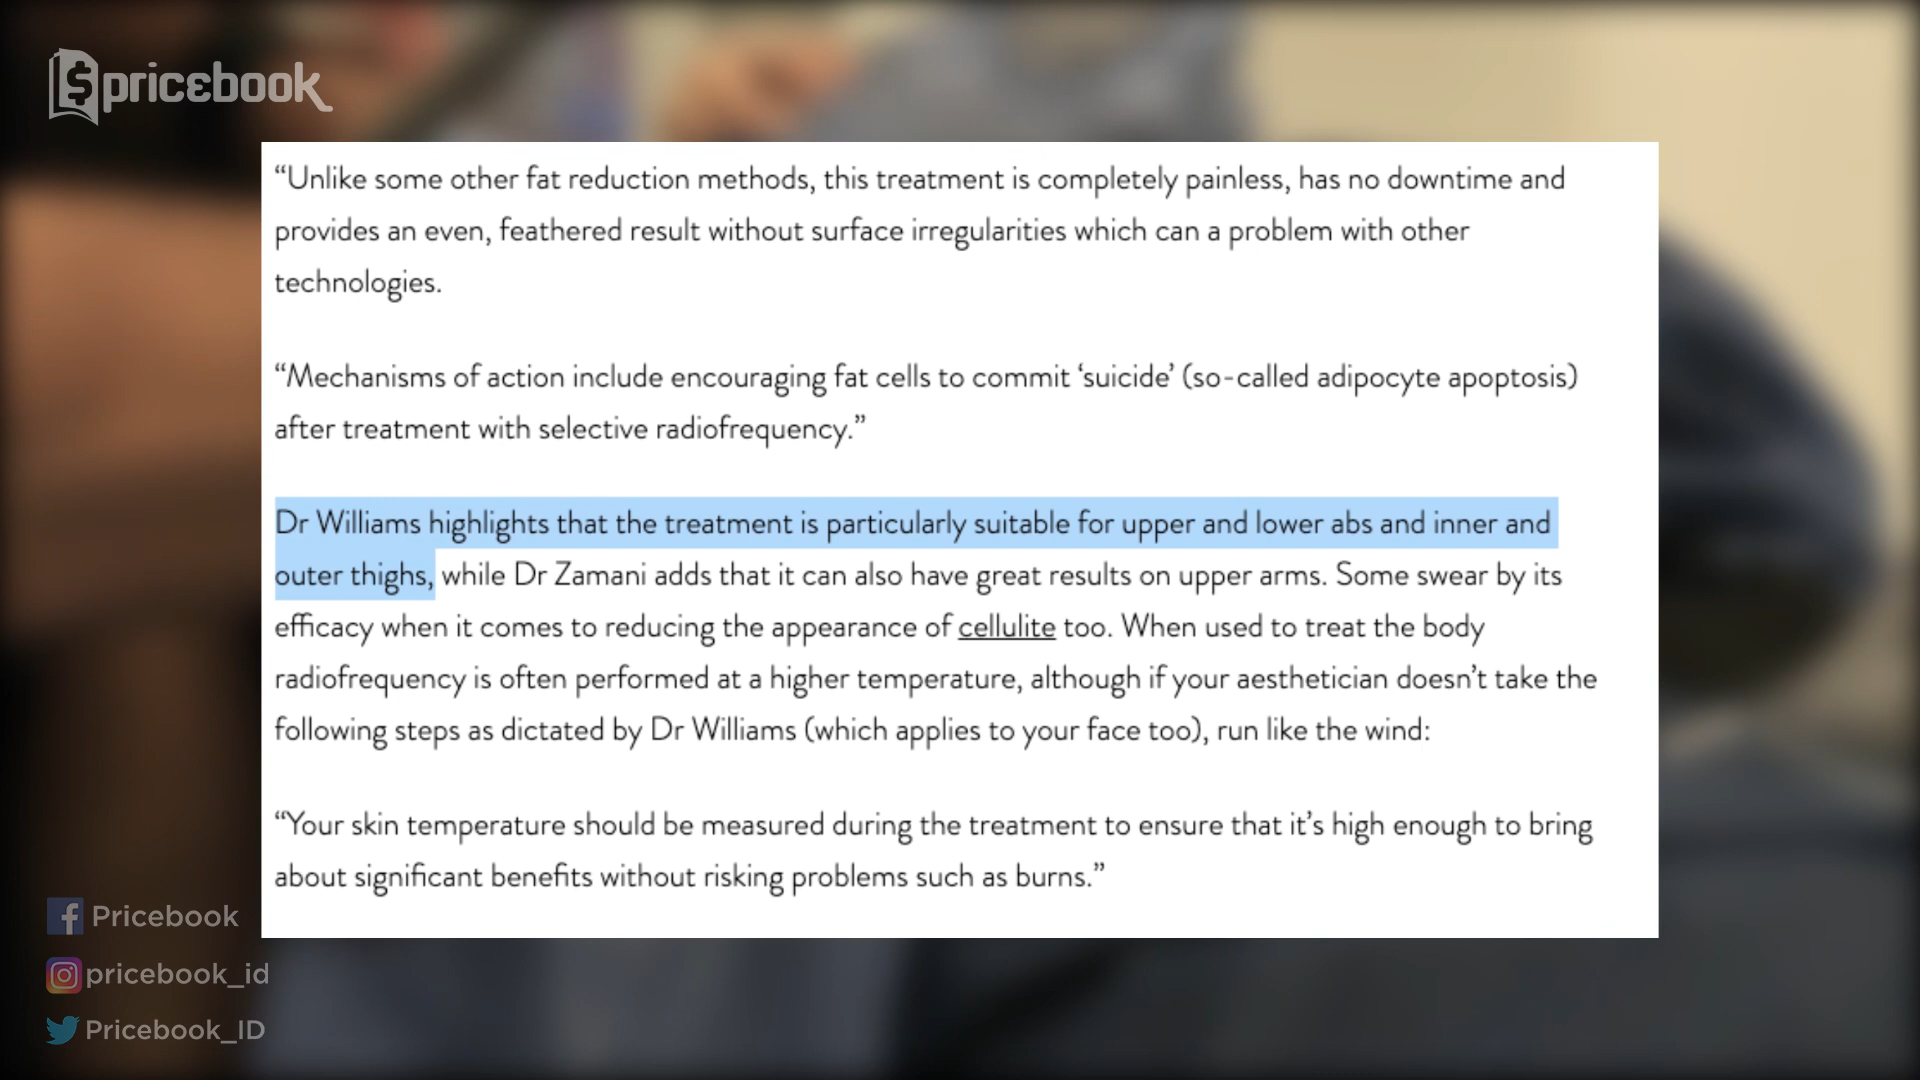 pricebook
“Unlike some other fat reduction methods, this treatment is completely painless, has no downtime and
provides an even, feathered result without surface irregularities which can a problem with other
technologies.
“Mechanisms of action include encouraging fat cells to commit ‘suicide’ (so-called adipocyte apoptosis)
after treatment with selective radiofrequency.”
Dr Williams highlights that the treatment is particularly suitable for upper and lower abs and inner and
outer thighs, while Dr Zamani adds that it can also have great results on upper arms. Some swear by its
efficacy when it comes to reducing the appearance of cellulite too. When used to treat the body
radiofrequency is often performed at a higher temperature, although if your aesthetician doesn’t take the
following steps as dictated by Dr Williams (which applies to your face too), run like the wind:
“Your skin temperature should be measured during the treatment to ensure that it’s high enough to bring
about significant benefits without risking problems such as burns.”
Pricebook
pricebook_id
Pricebook_ID